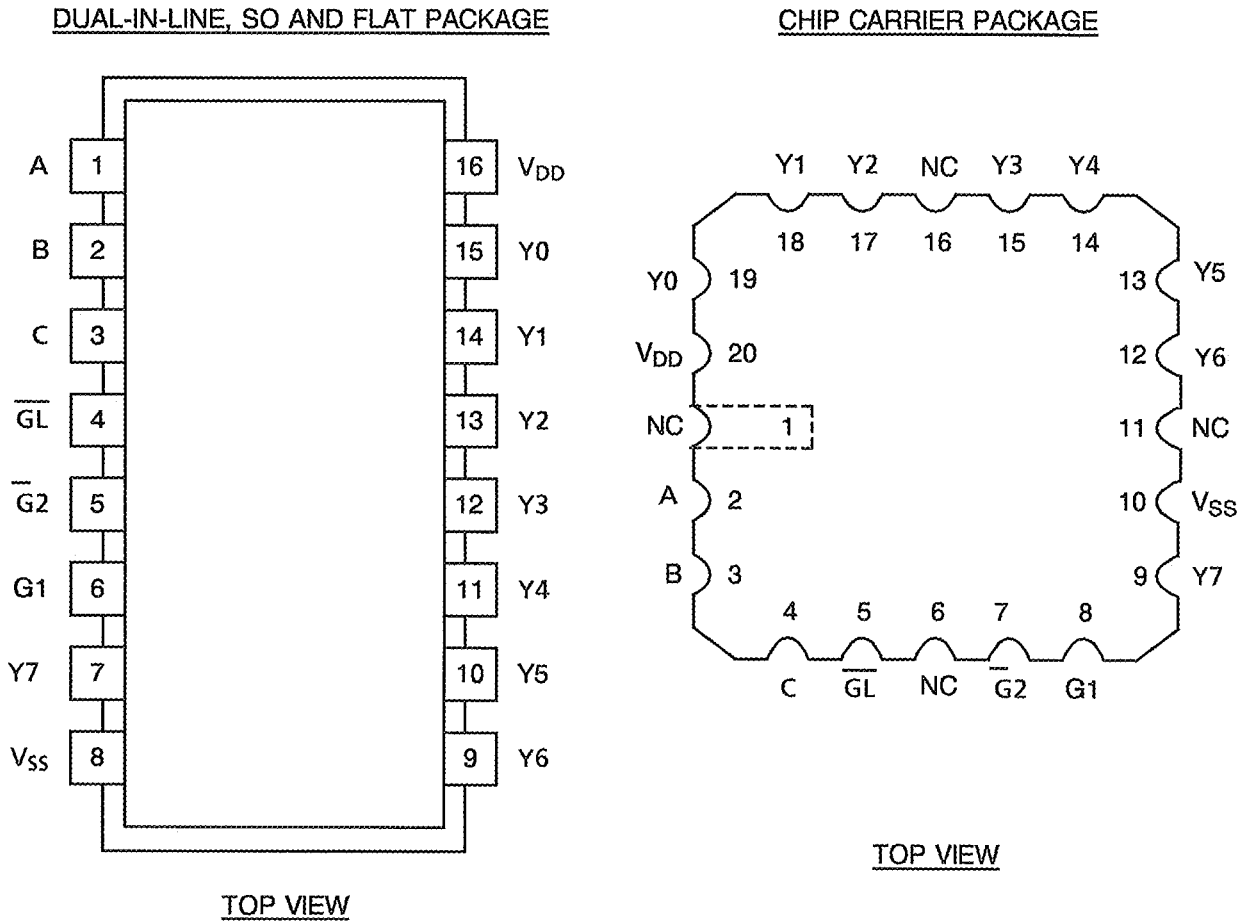 DUAL-IN-LINE, SO AND FLAT PACKAGE
A 1 16 VDD
B 2 15 Y0
C 3 14 Y1
G̅L̅ 4 13 Y2
G̅2 5 12 Y3
G1 6 11 Y4
Y7 7 10 Y5
VSS 8 9 Y6
TOP VIEW
CHIP CARRIER PACKAGE
Y1 Y2 NC Y3 Y4
18 17 16 15 14
Y0 19 13 Y5
VDD 20 12 Y6
NC 1 11 NC
A 2 10 VSS
B 3 9 Y7
4 5 6 7 8
C G̅L̅ NC G̅2 G1
TOP VIEW